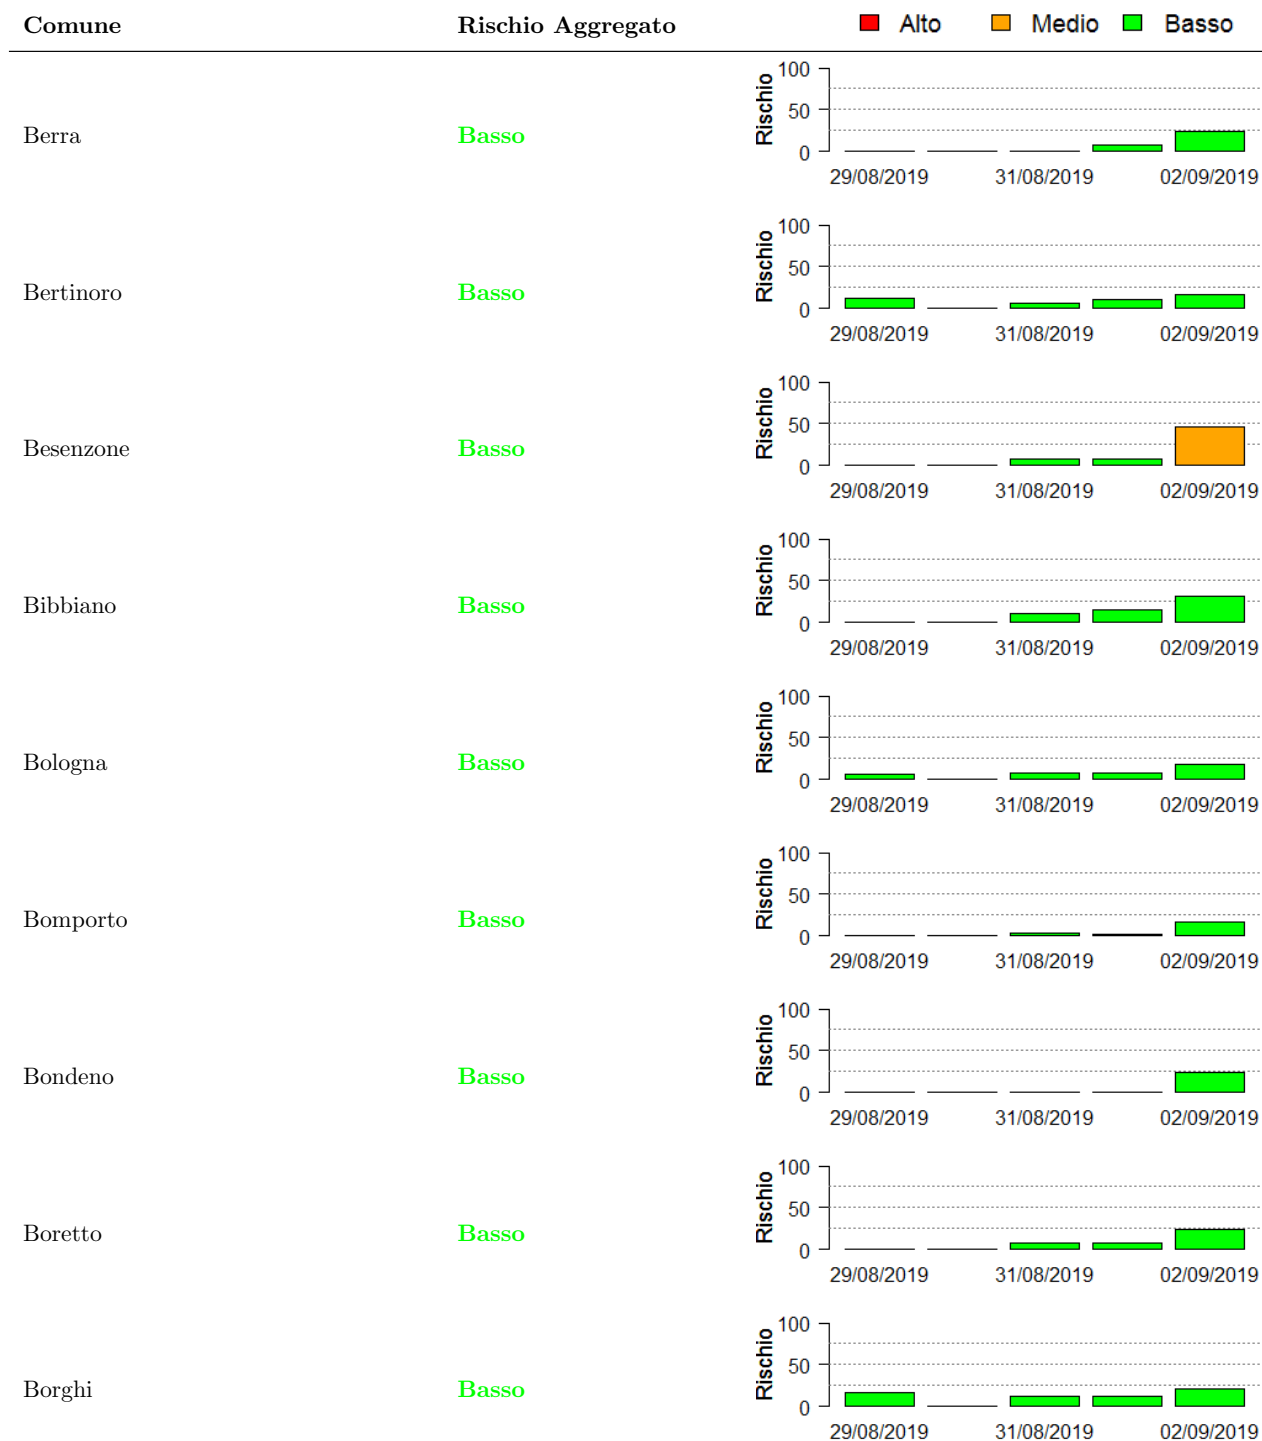 Comune Rischio Aggregato Alto Medio Basso
Berra Basso Rischio 100 50 0
29/08/2019 31/08/2019 02/09/2019
Bertinoro Basso Rischio 100 50 0
29/08/2019 31/08/2019 02/09/2019
Besenzone Basso Rischio 100 50 0
29/08/2019 31/08/2019 02/09/2019
Bibbiano Basso Rischio 100 50 0
29/08/2019 31/08/2019 02/09/2019
Bologna Basso Rischio 100 50 0
29/08/2019 31/08/2019 02/09/2019
Bomporto Basso Rischio 100 50 0
29/08/2019 31/08/2019 02/09/2019
Bondeno Basso Rischio 100 50 0
29/08/2019 31/08/2019 02/09/2019
Boretto Basso Rischio 100 50 0
29/08/2019 31/08/2019 02/09/2019
Borghi Basso Rischio 100 50 0
29/08/2019 31/08/2019 02/09/2019